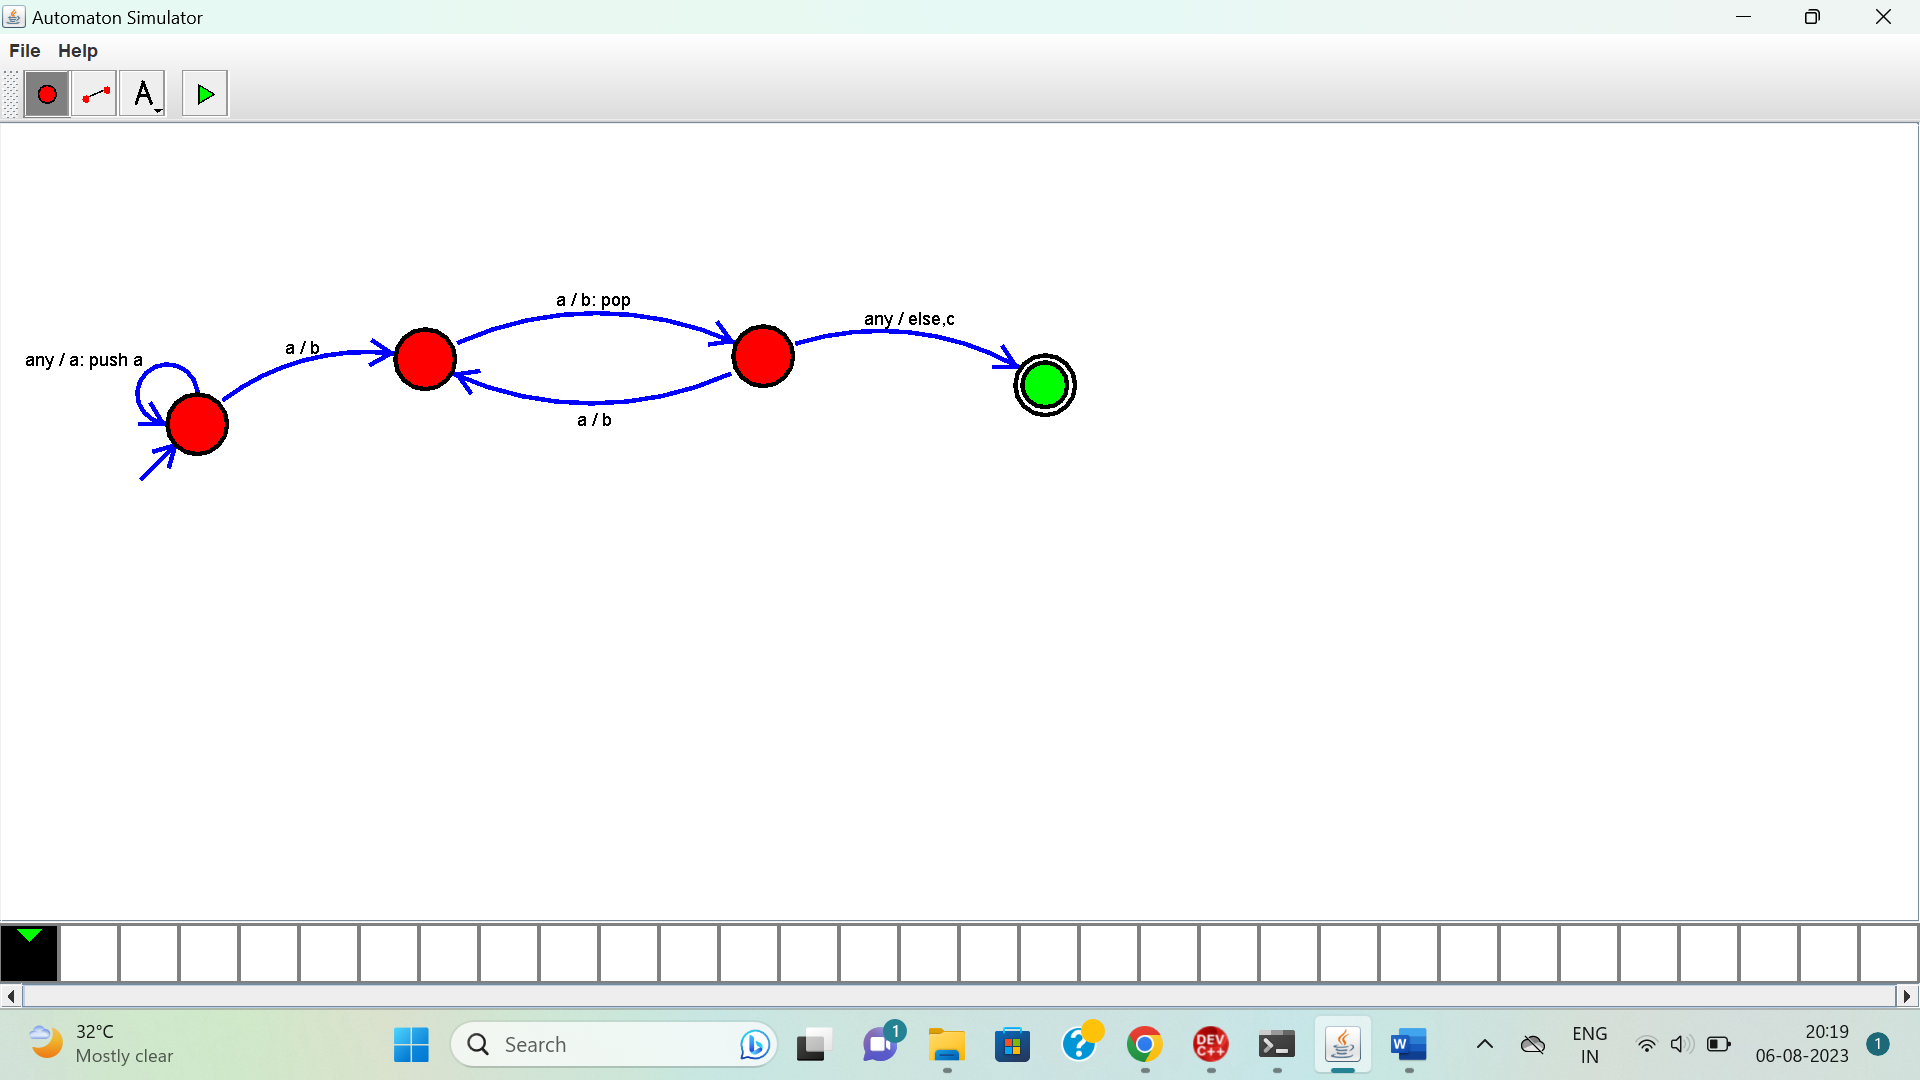 Automaton Simulator
File Help
A
a / b: pop
any / else,c
a / b
any / a: push a
a / b
32°C
Mostly clear
Search
1
DEV
C++
W
ENG
IN
20:19
06-08-2023
1